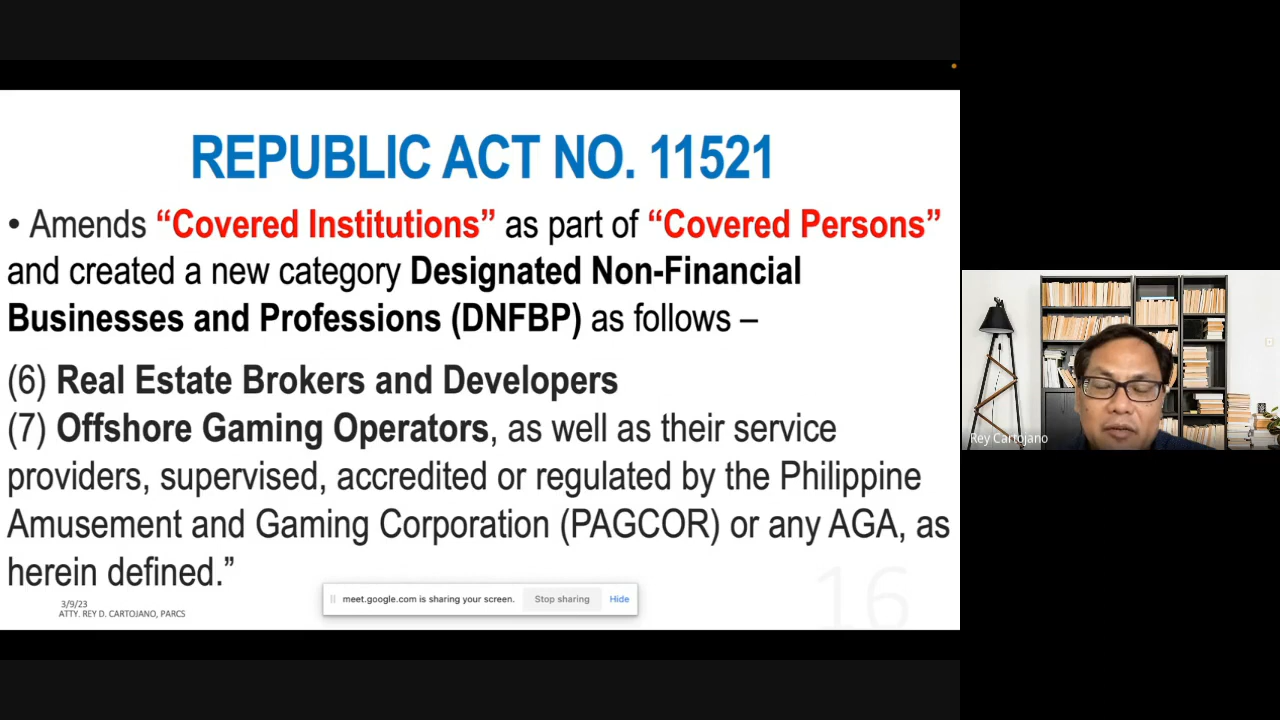 REPUBLIC ACT NO. 11521
• Amends “Covered Institutions” as part of “Covered Persons”
and created a new category Designated Non-Financial
Businesses and Professions (DNFBP) as follows –
(6) Real Estate Brokers and Developers
(7) Offshore Gaming Operators, as well as their service
providers, supervised, accredited or regulated by the Philippine
Amusement and Gaming Corporation (PAGCOR) or any AGA, as
herein defined.”
3/9/23
ATTY. REY D. CARTOJANO, PARCS
meet.google.com is sharing your screen. Stop sharing Hide
16
Rey Cartojano